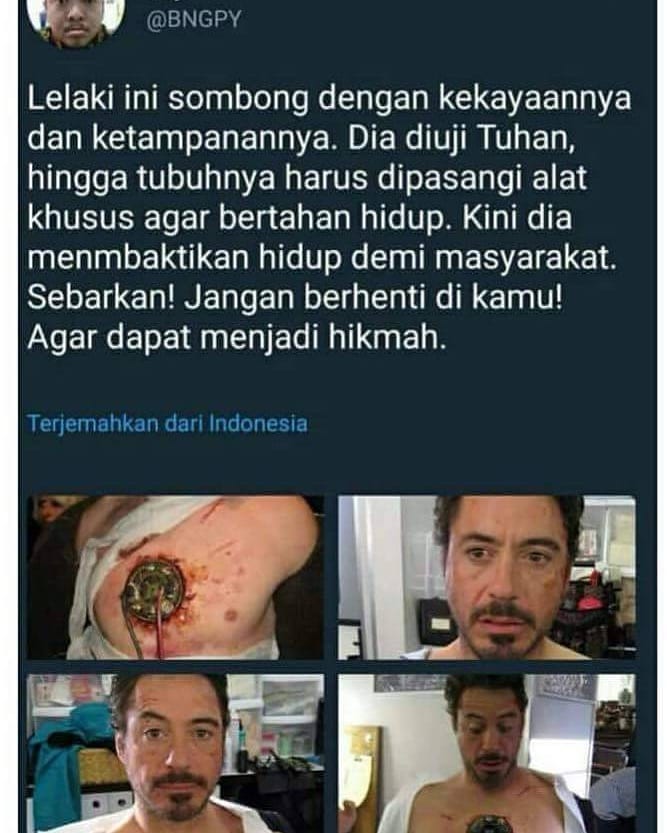 @BNGPY
Lelaki ini sombong dengan kekayaannya
dan ketampanannya. Dia diuji Tuhan,
hingga tubuhnya harus dipasangi alat
khusus agar bertahan hidup. Kini dia
menmbaktikan hidup demi masyarakat.
Sebarkan! Jangan berhenti di kamu!
Agar dapat menjadi hikmah.
Terjemahkan dari Indonesia